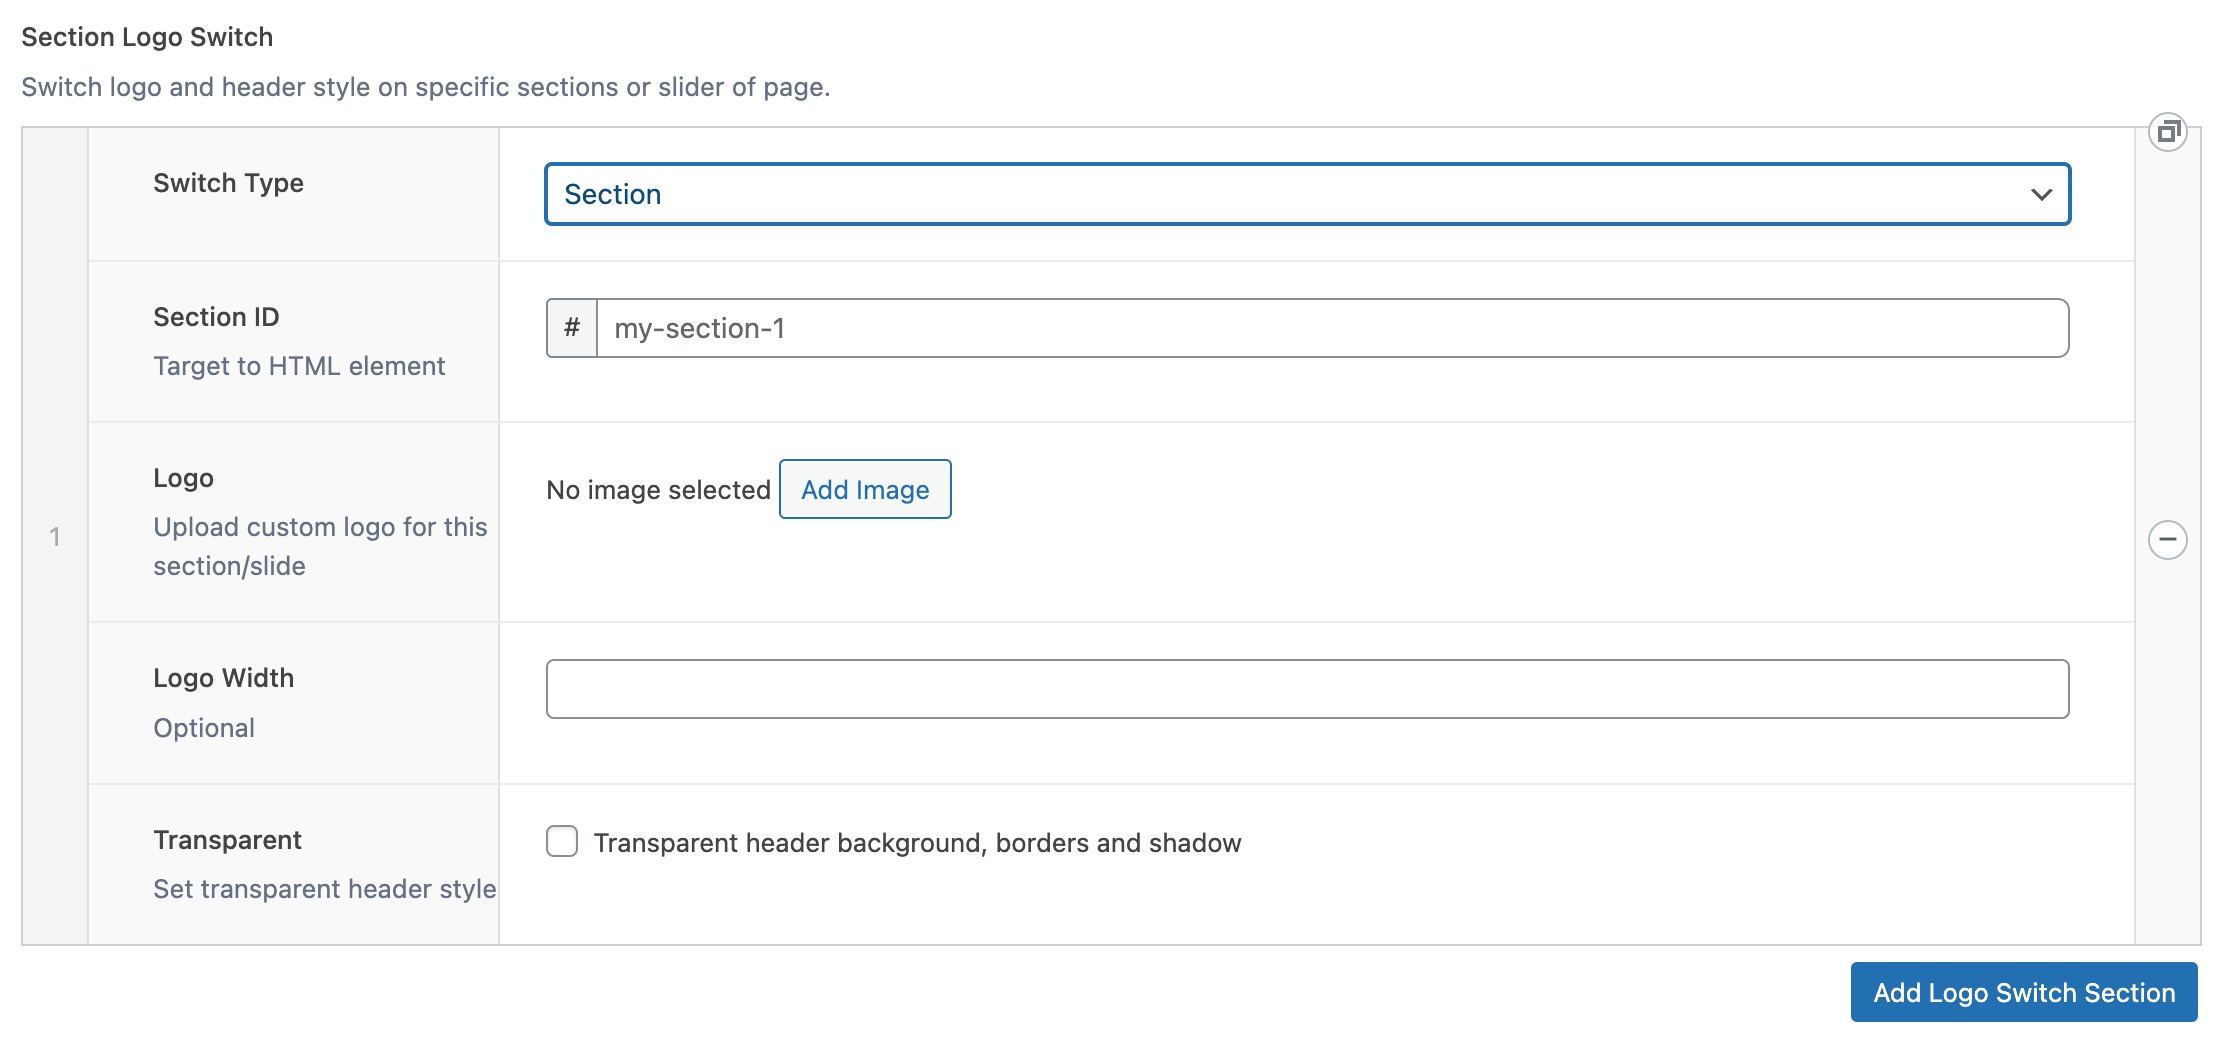 Section Logo Switch
Switch logo and header style on specific sections or slider of page.
1
Switch Type
Section
Section ID
Target to HTML element
# my-section-1
Logo
Upload custom logo for this
section/slide
No image selected Add Image
Logo Width
Optional
Transparent
Set transparent header style
Transparent header background, borders and shadow
Add Logo Switch Section